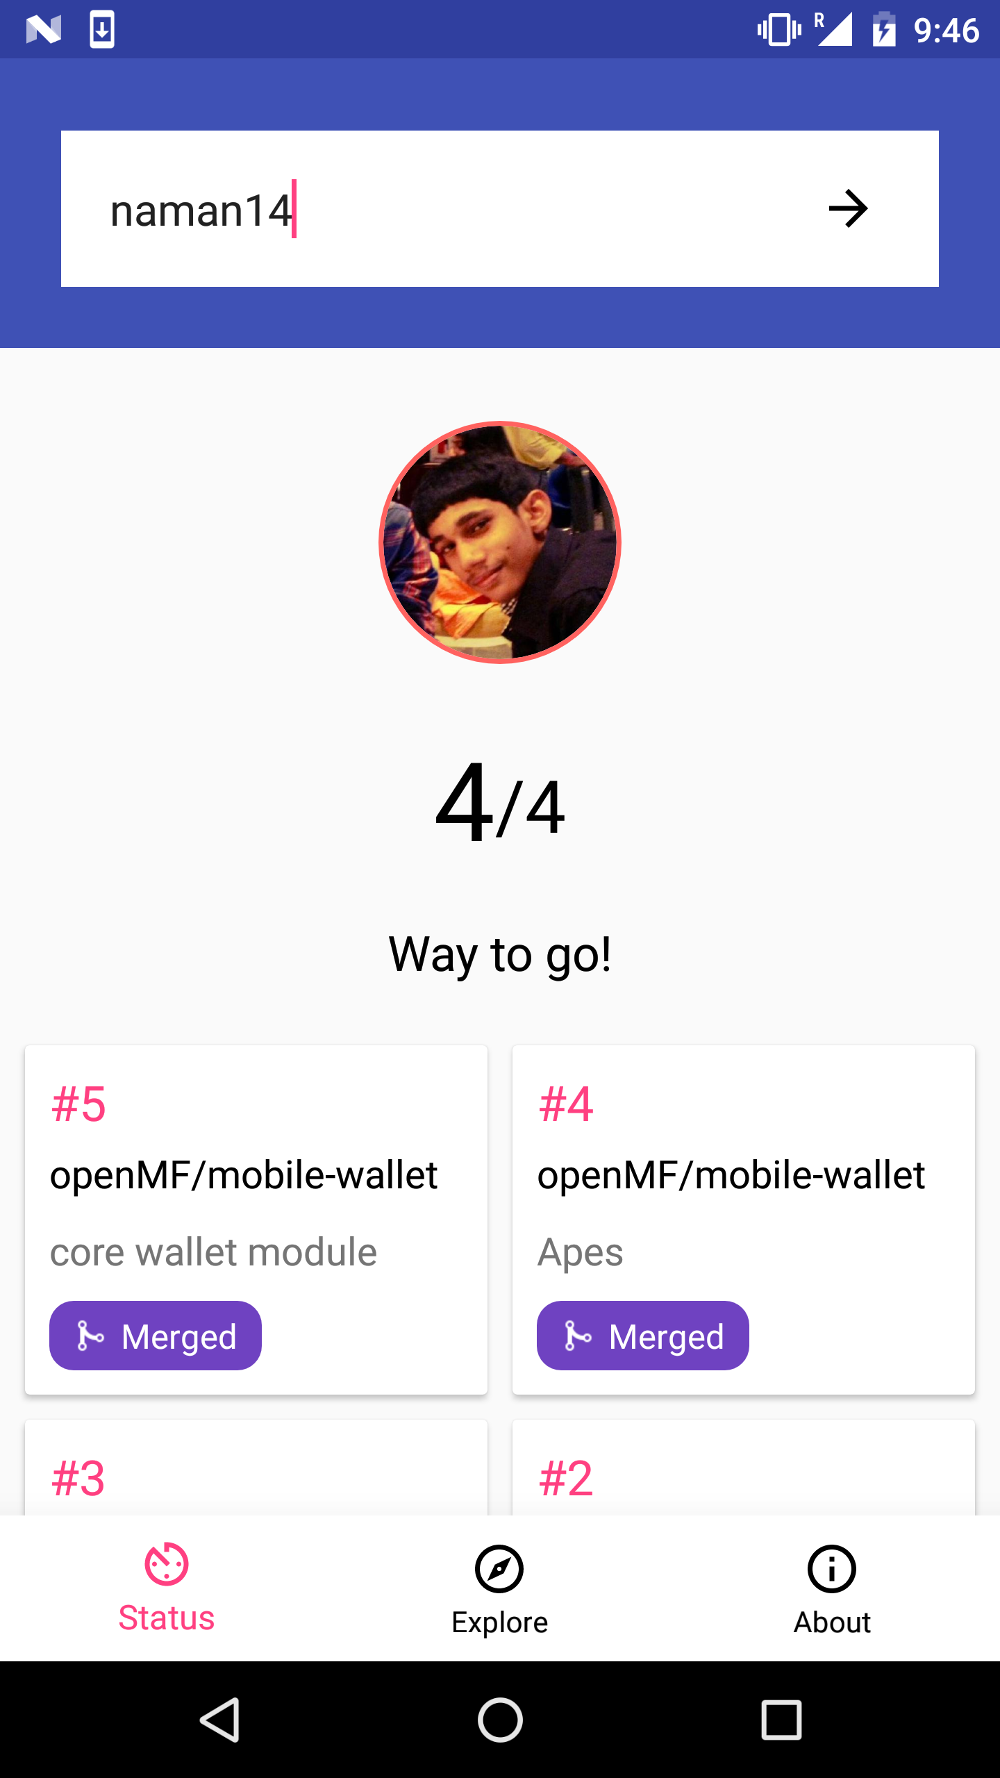 R 9:46
naman14
4/4
Way to go!
#5
openMF/mobile-wallet
core wallet module
Merged
#4
openMF/mobile-wallet
Apes
Merged
#3
#2
Status
Explore
About